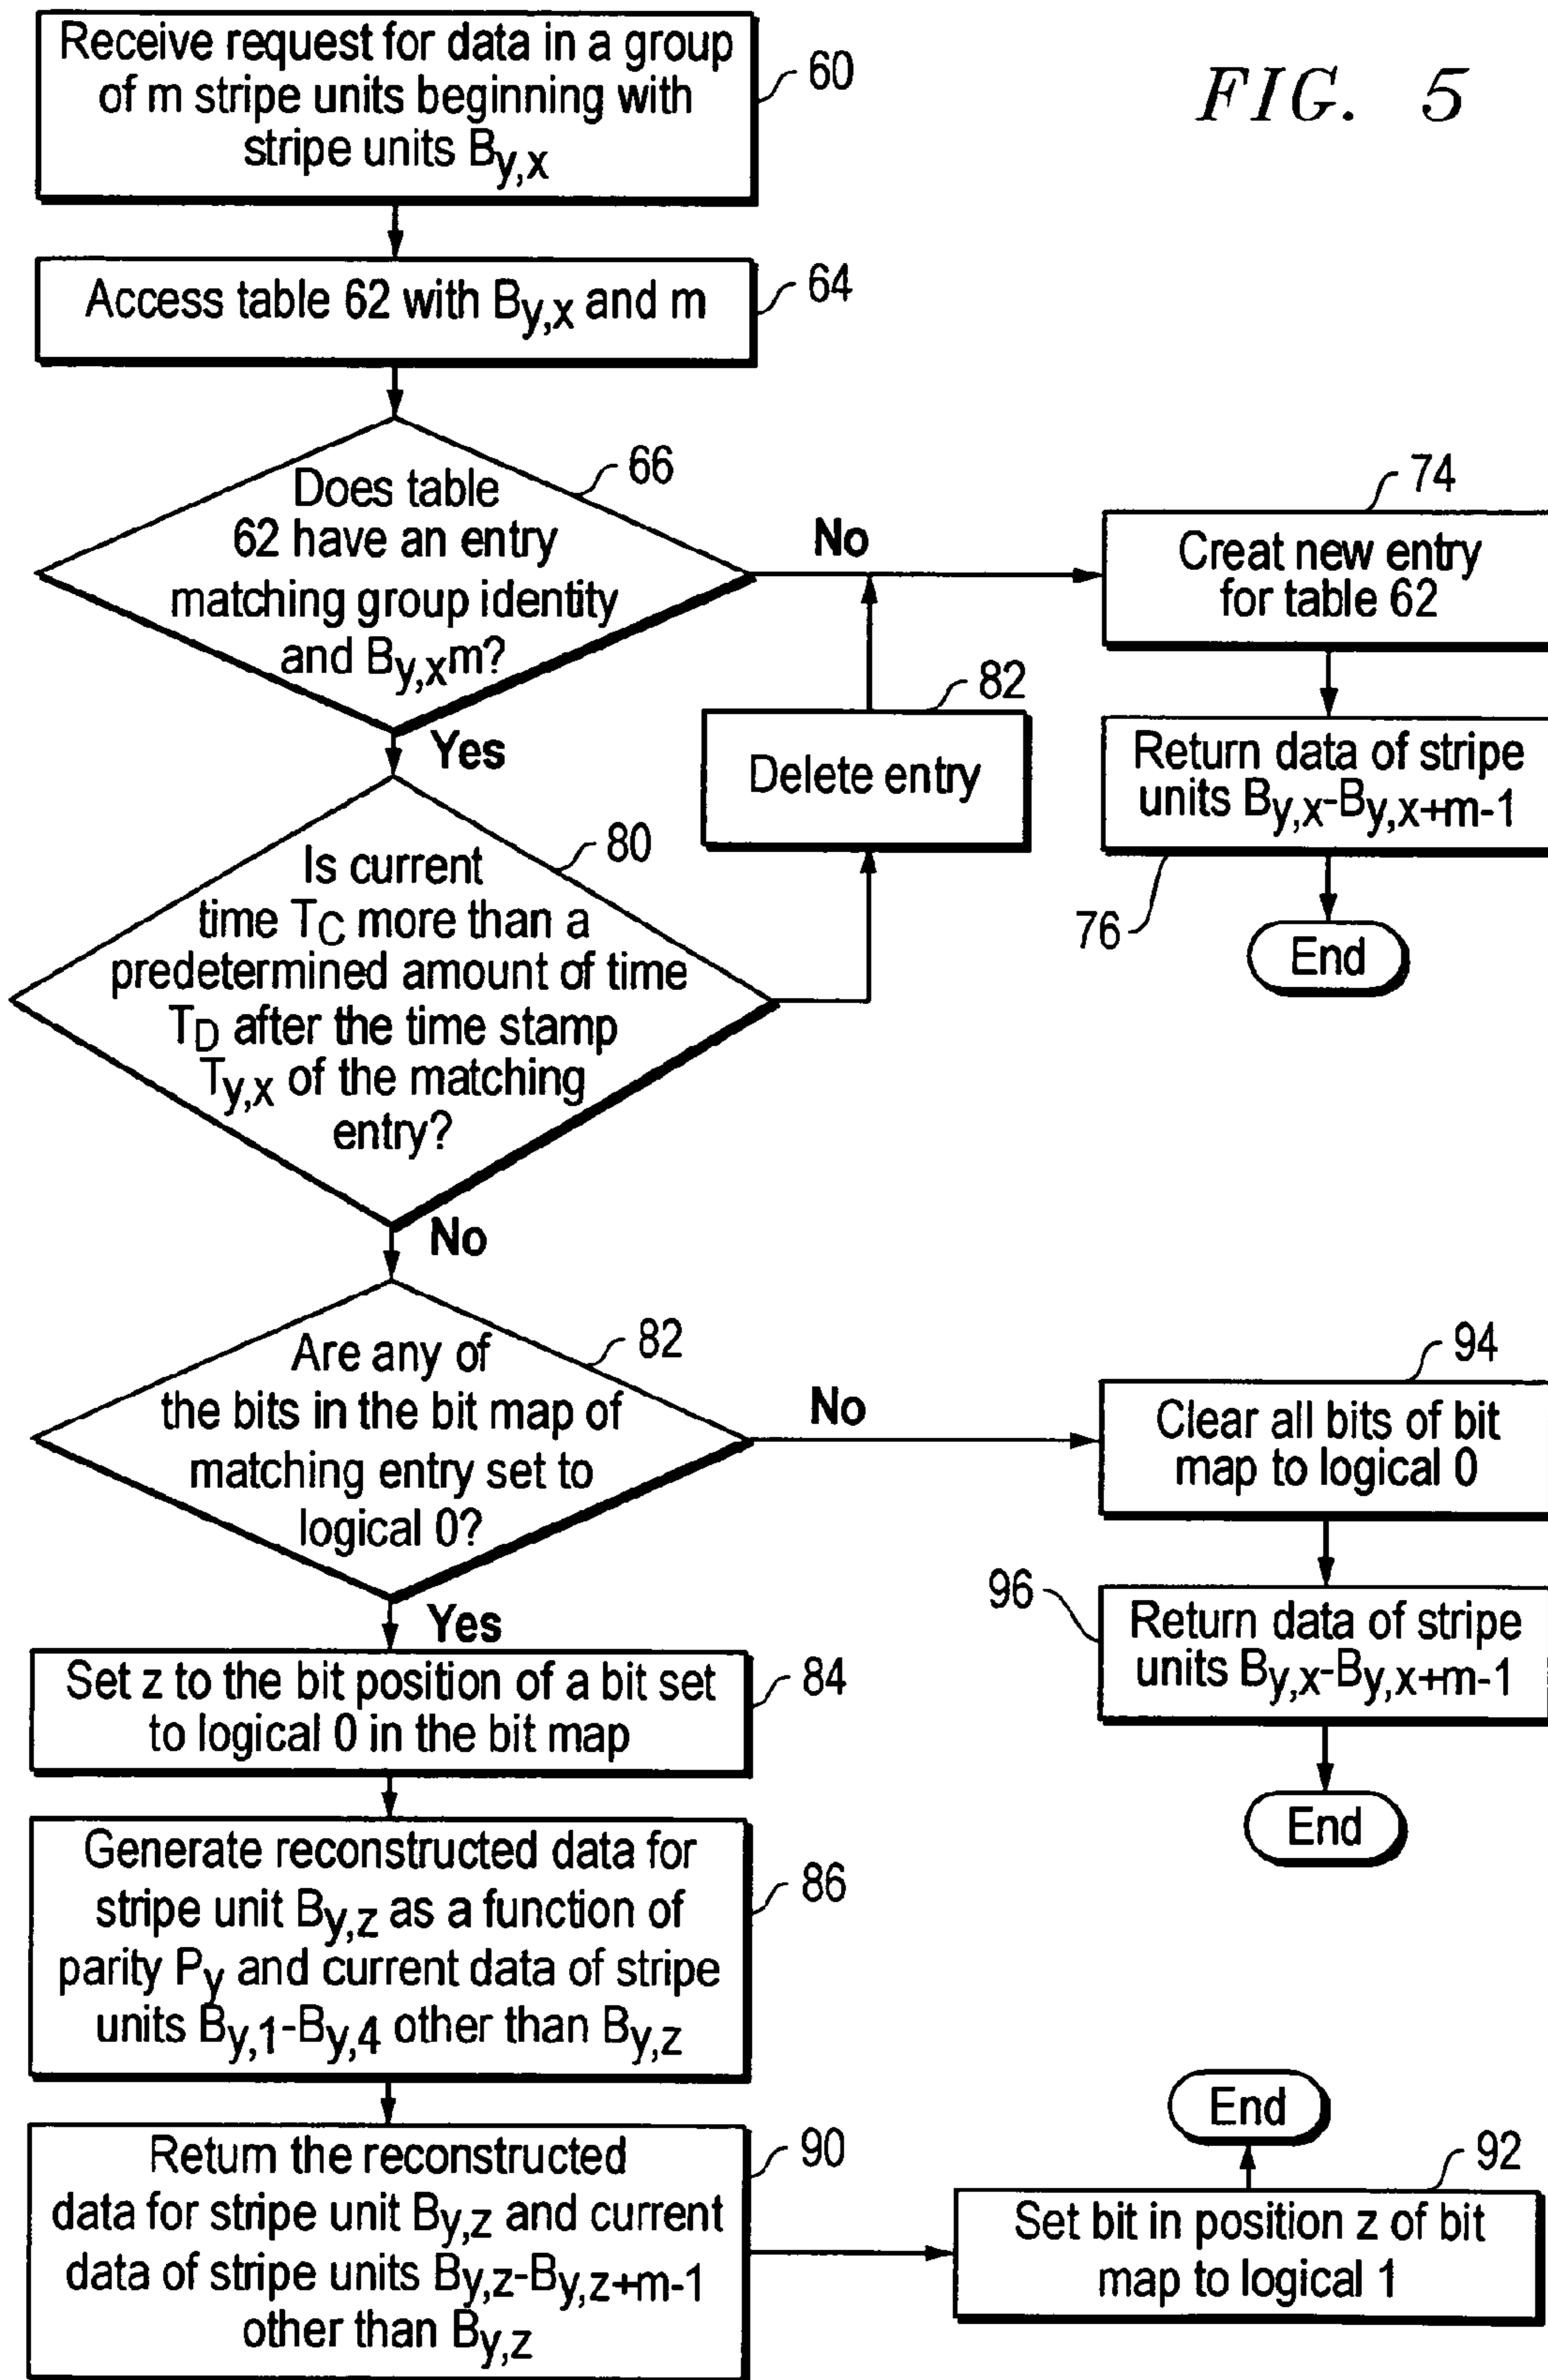 FIG. 5
Receive request for data in a group
of m stripe units beginning with
stripe units By,x
60
Access table 62 with By,x and m
64
Does table
62 have an entry
matching group identity
and By,xm?
66
No
Yes
74
Creat new entry
for table 62
82
Delete entry
Return data of stripe
units By,x-By,x+m-1
76
End
Is current
time TC more than a
predetermined amount of time
TD after the time stamp
Ty,x of the matching
entry?
80
No
Are any of
the bits in the bit map of
matching entry set to
logical 0?
82
No
Yes
94
Clear all bits of bit
map to logical 0
96
Return data of stripe
units By,x-By,x+m-1
End
Set z to the bit position of a bit set
to logical 0 in the bit map
84
Generate reconstructed data for
stripe unit By,z as a function of
parity Py and current data of stripe
units By,1-By,4 other than By,z
86
Return the reconstructed
data for stripe unit By,z and current
data of stripe units By,z-By,z+m-1
other than By,z
90
End
92
Set bit in position z of bit
map to logical 1